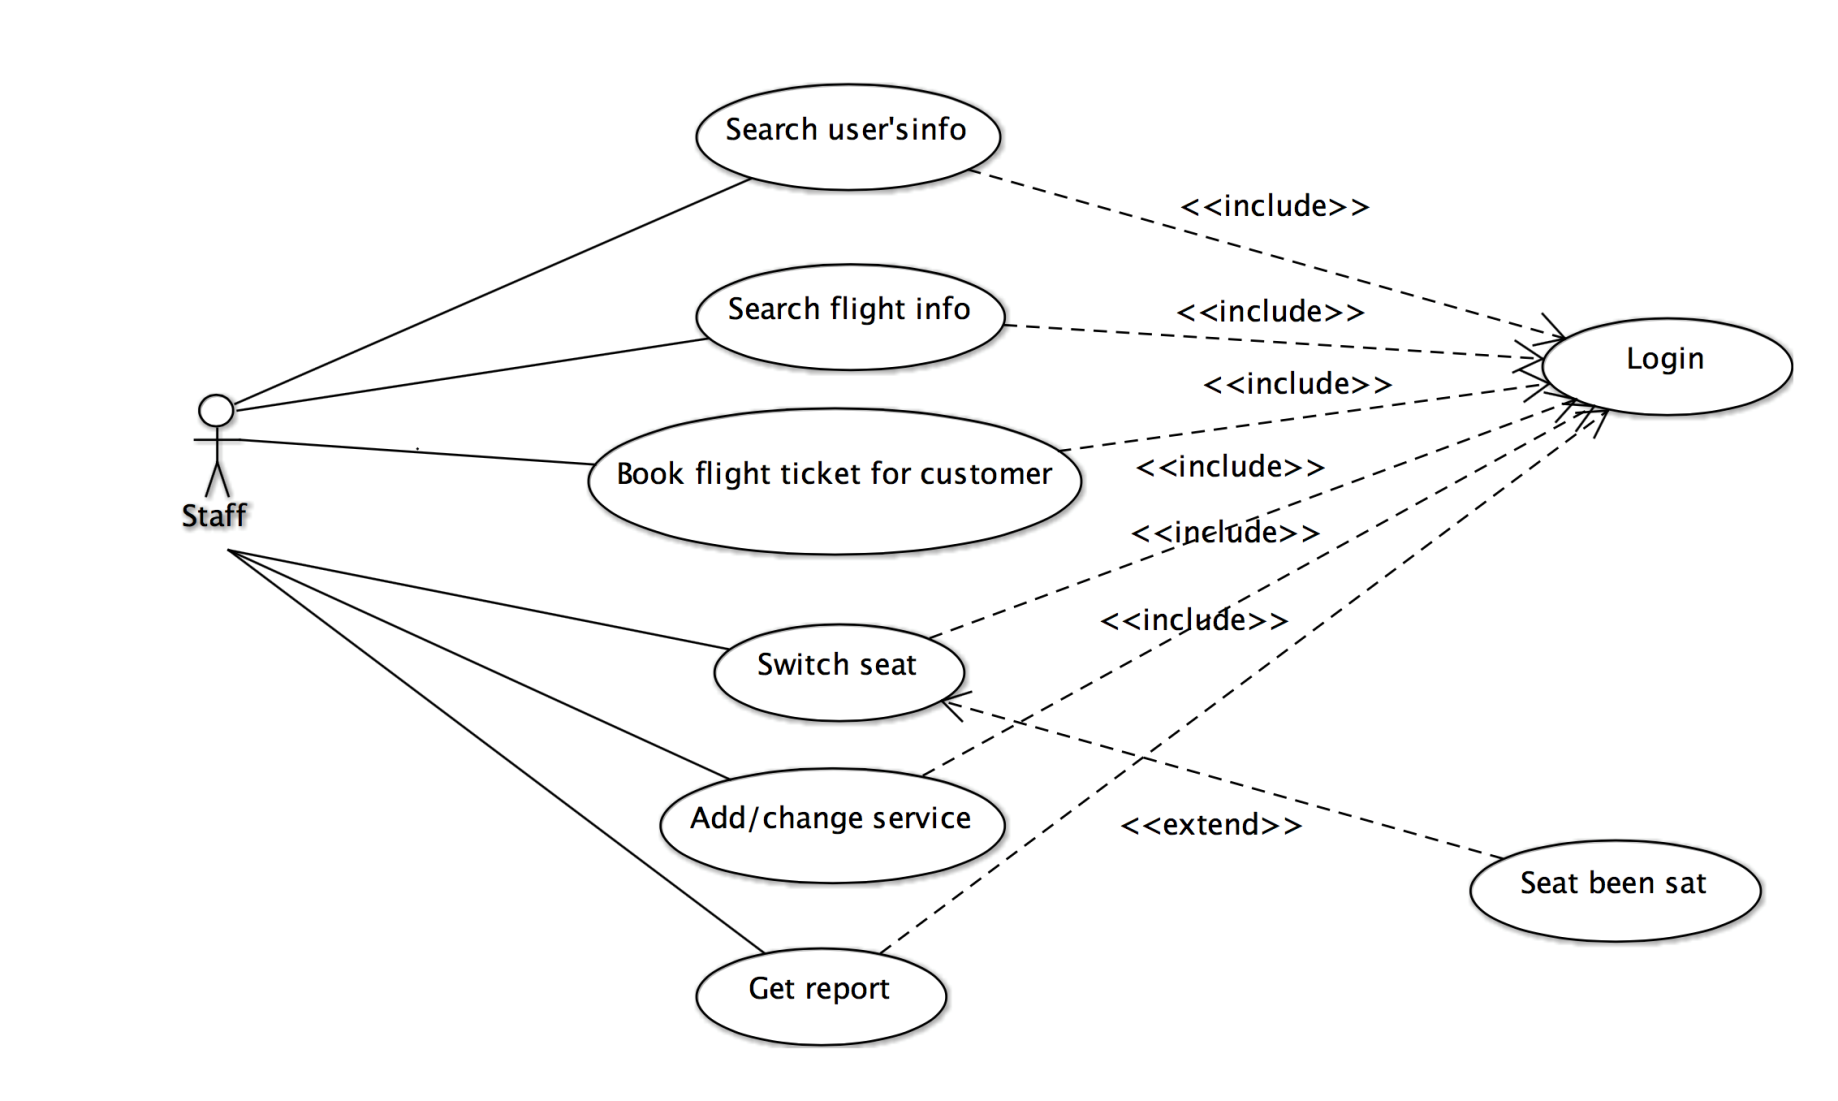 Search user'sinfo
<<include>>
Search flight info
<<include>>
Login
<<include>>
Book flight ticket for customer
<<include>>
Staff
<<include>>
<<include>>
Switch seat
Add/change service
<<extend>>
Seat been sat
Get report